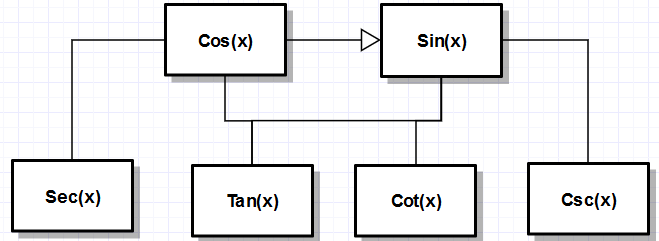 Cos(x)
Sin(x)
Sec(x)
Tan(x)
Cot(x)
Csc(x)